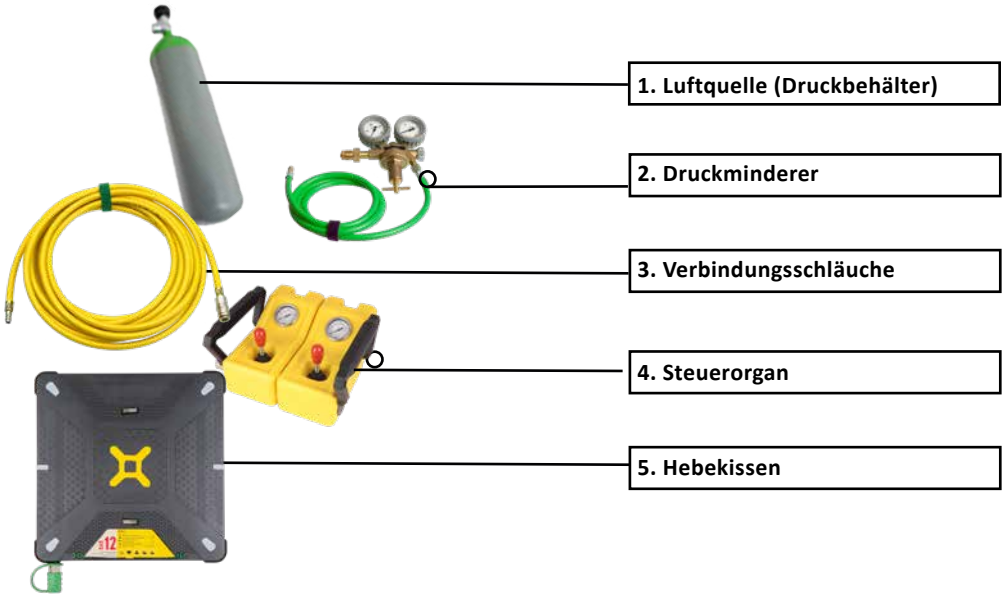 1. Luftquelle (Druckbehälter)
2. Druckminderer
3. Verbindungsschläuche
4. Steuerorgan
5. Hebekissen
12